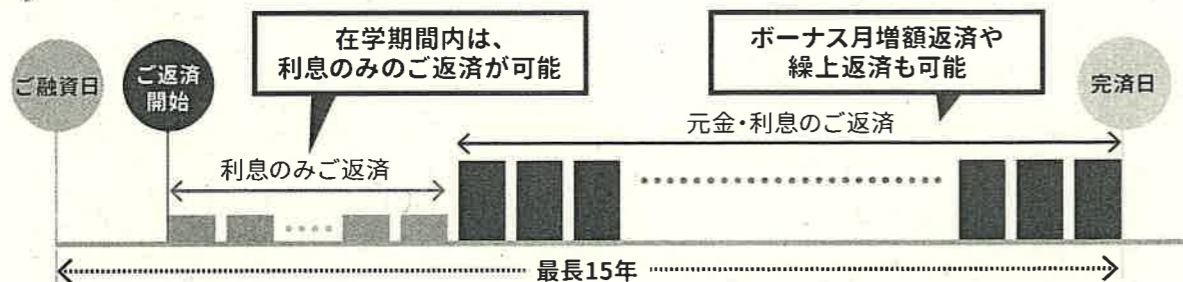 在学期間内は、
利息のみのご返済が可能
ボーナス月増額返済や
繰上返済も可能
ご融資日
ご返済
開始
完済日
元金・利息のご返済
利息のみご返済
最長15年